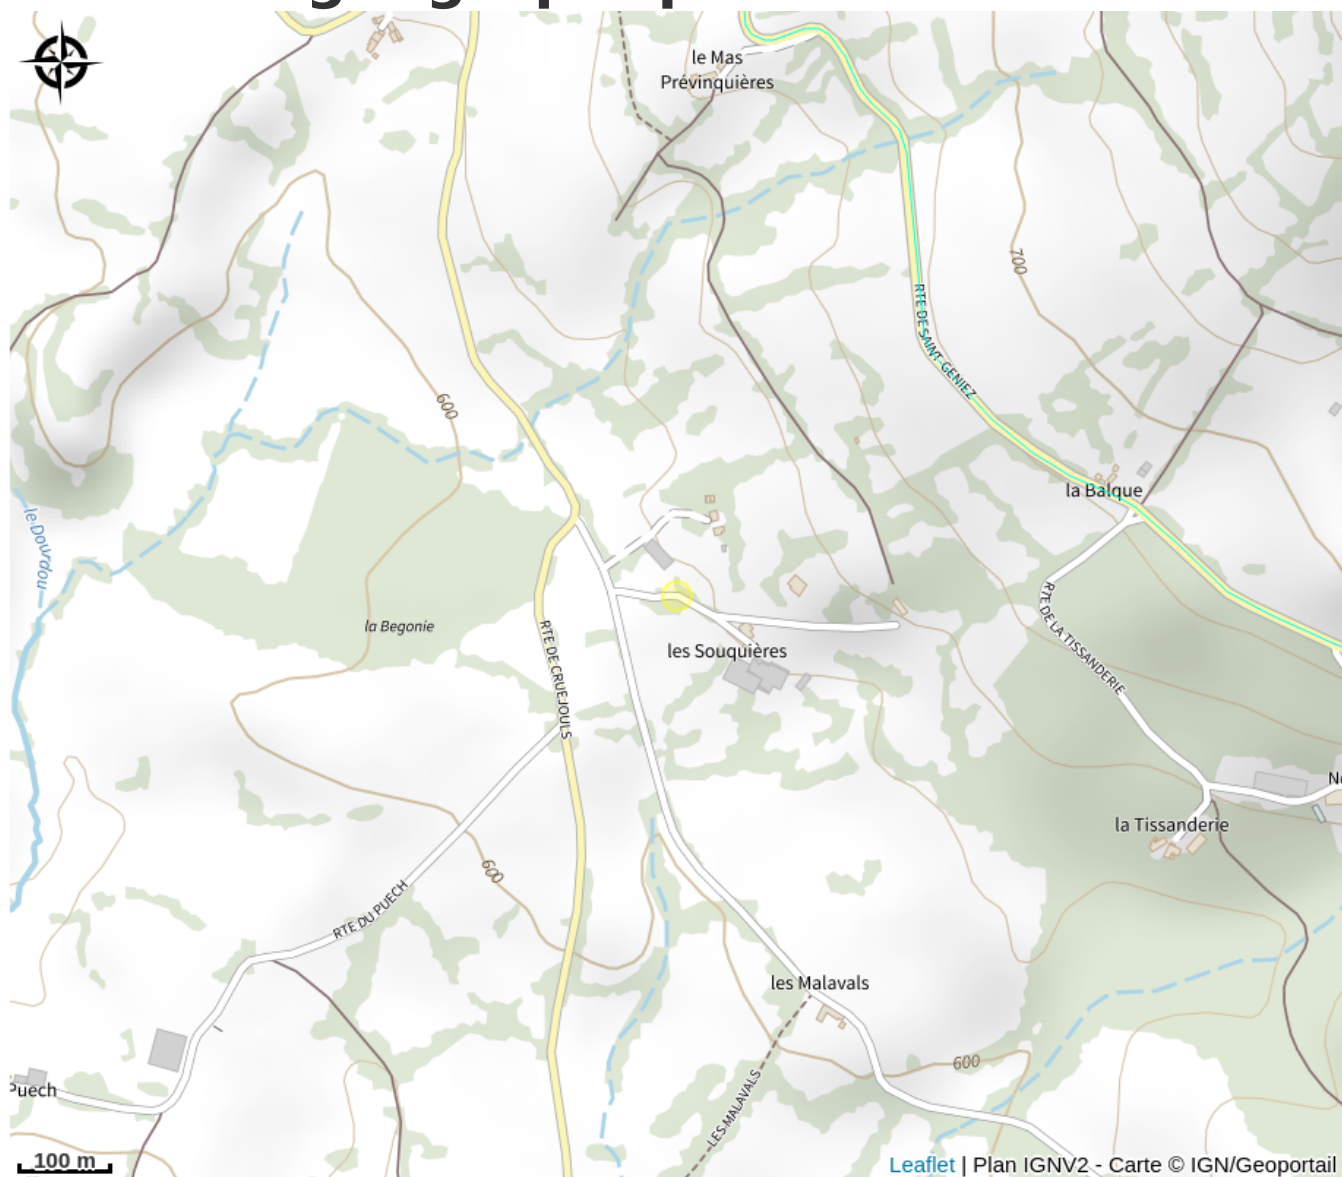 le Mas
Prévinquières
700
RTE DE SAINT-GENIEZ
600
la Balque
le Dourdou
RTE DE LA TISSANDERIE
la Begonie
RTE DE CRUEJOULS
les Souquières
la Tissanderie
600
RTE DU PUECH
les Malavals
600
Puech
LES MALAVALS
100 m
Leaflet | Plan IGNV2 - Carte © IGN/Geoportail